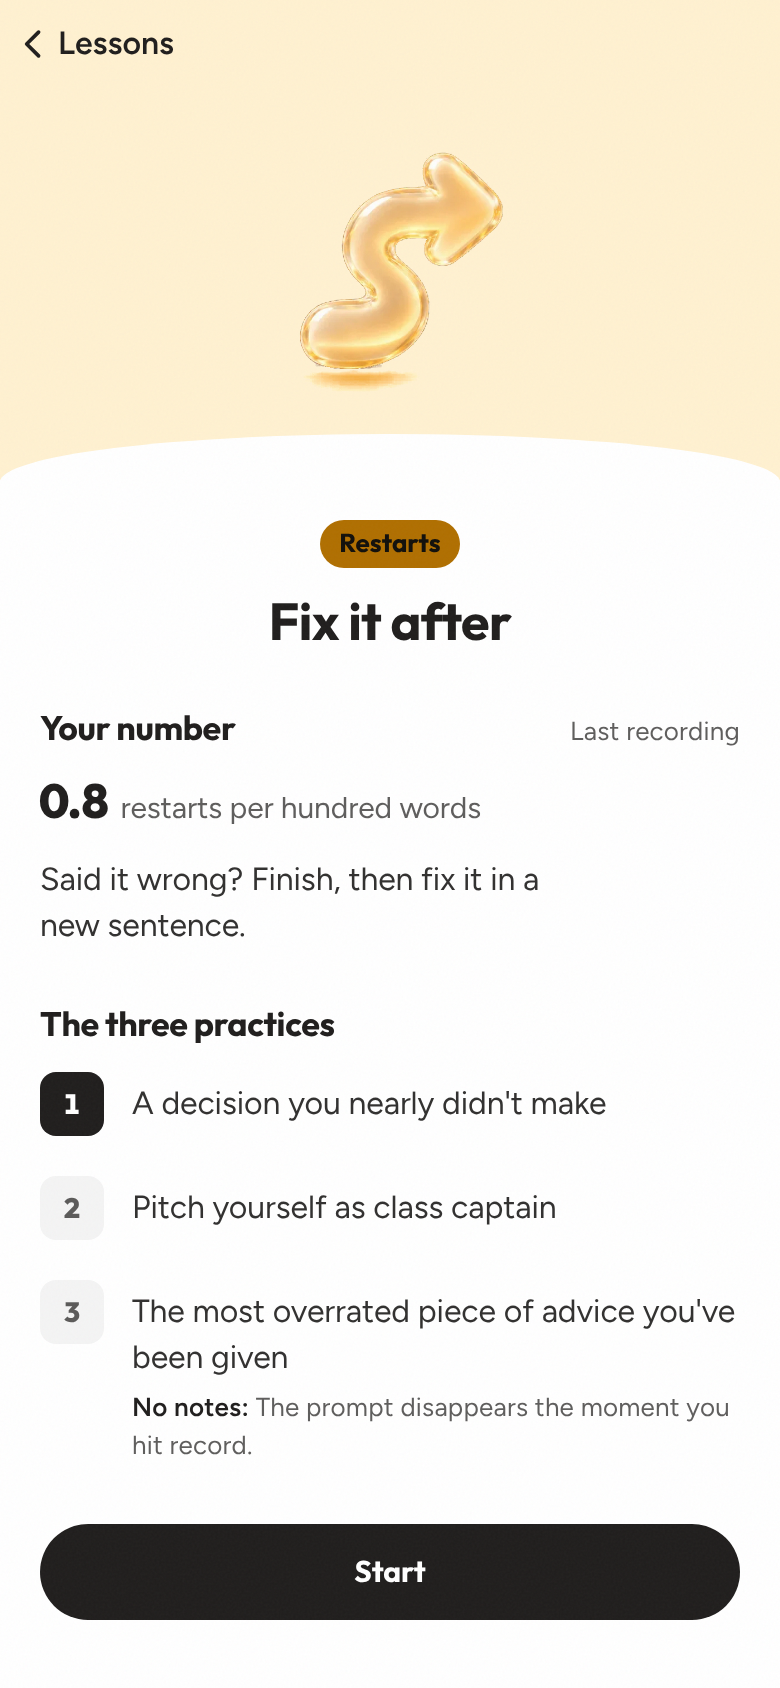 Lessons
Restarts
Fix it after
Your number
Last recording
0.8 restarts per hundred words
Said it wrong? Finish, then fix it in a
new sentence.
The three practices
1 A decision you nearly didn't make
2 Pitch yourself as class captain
3 The most overrated piece of advice you've
been given
No notes: The prompt disappears the moment you
hit record.
Start